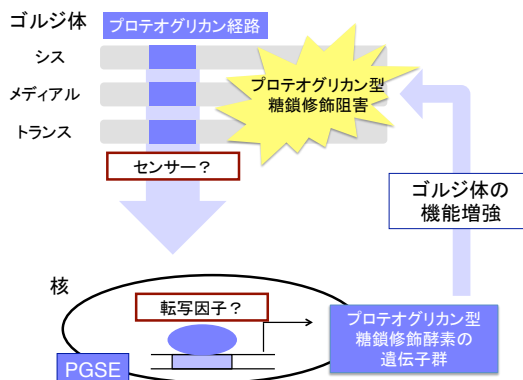 ゴルジ体
プロテオグリカン経路
シス
メディアル
トランス
プロテオグリカン型
糖鎖修飾阻害
センサー？
ゴルジ体の
機能増強
核
転写因子？
プロテオグリカン型
糖鎖修飾酵素の
遺伝子群
PGSE